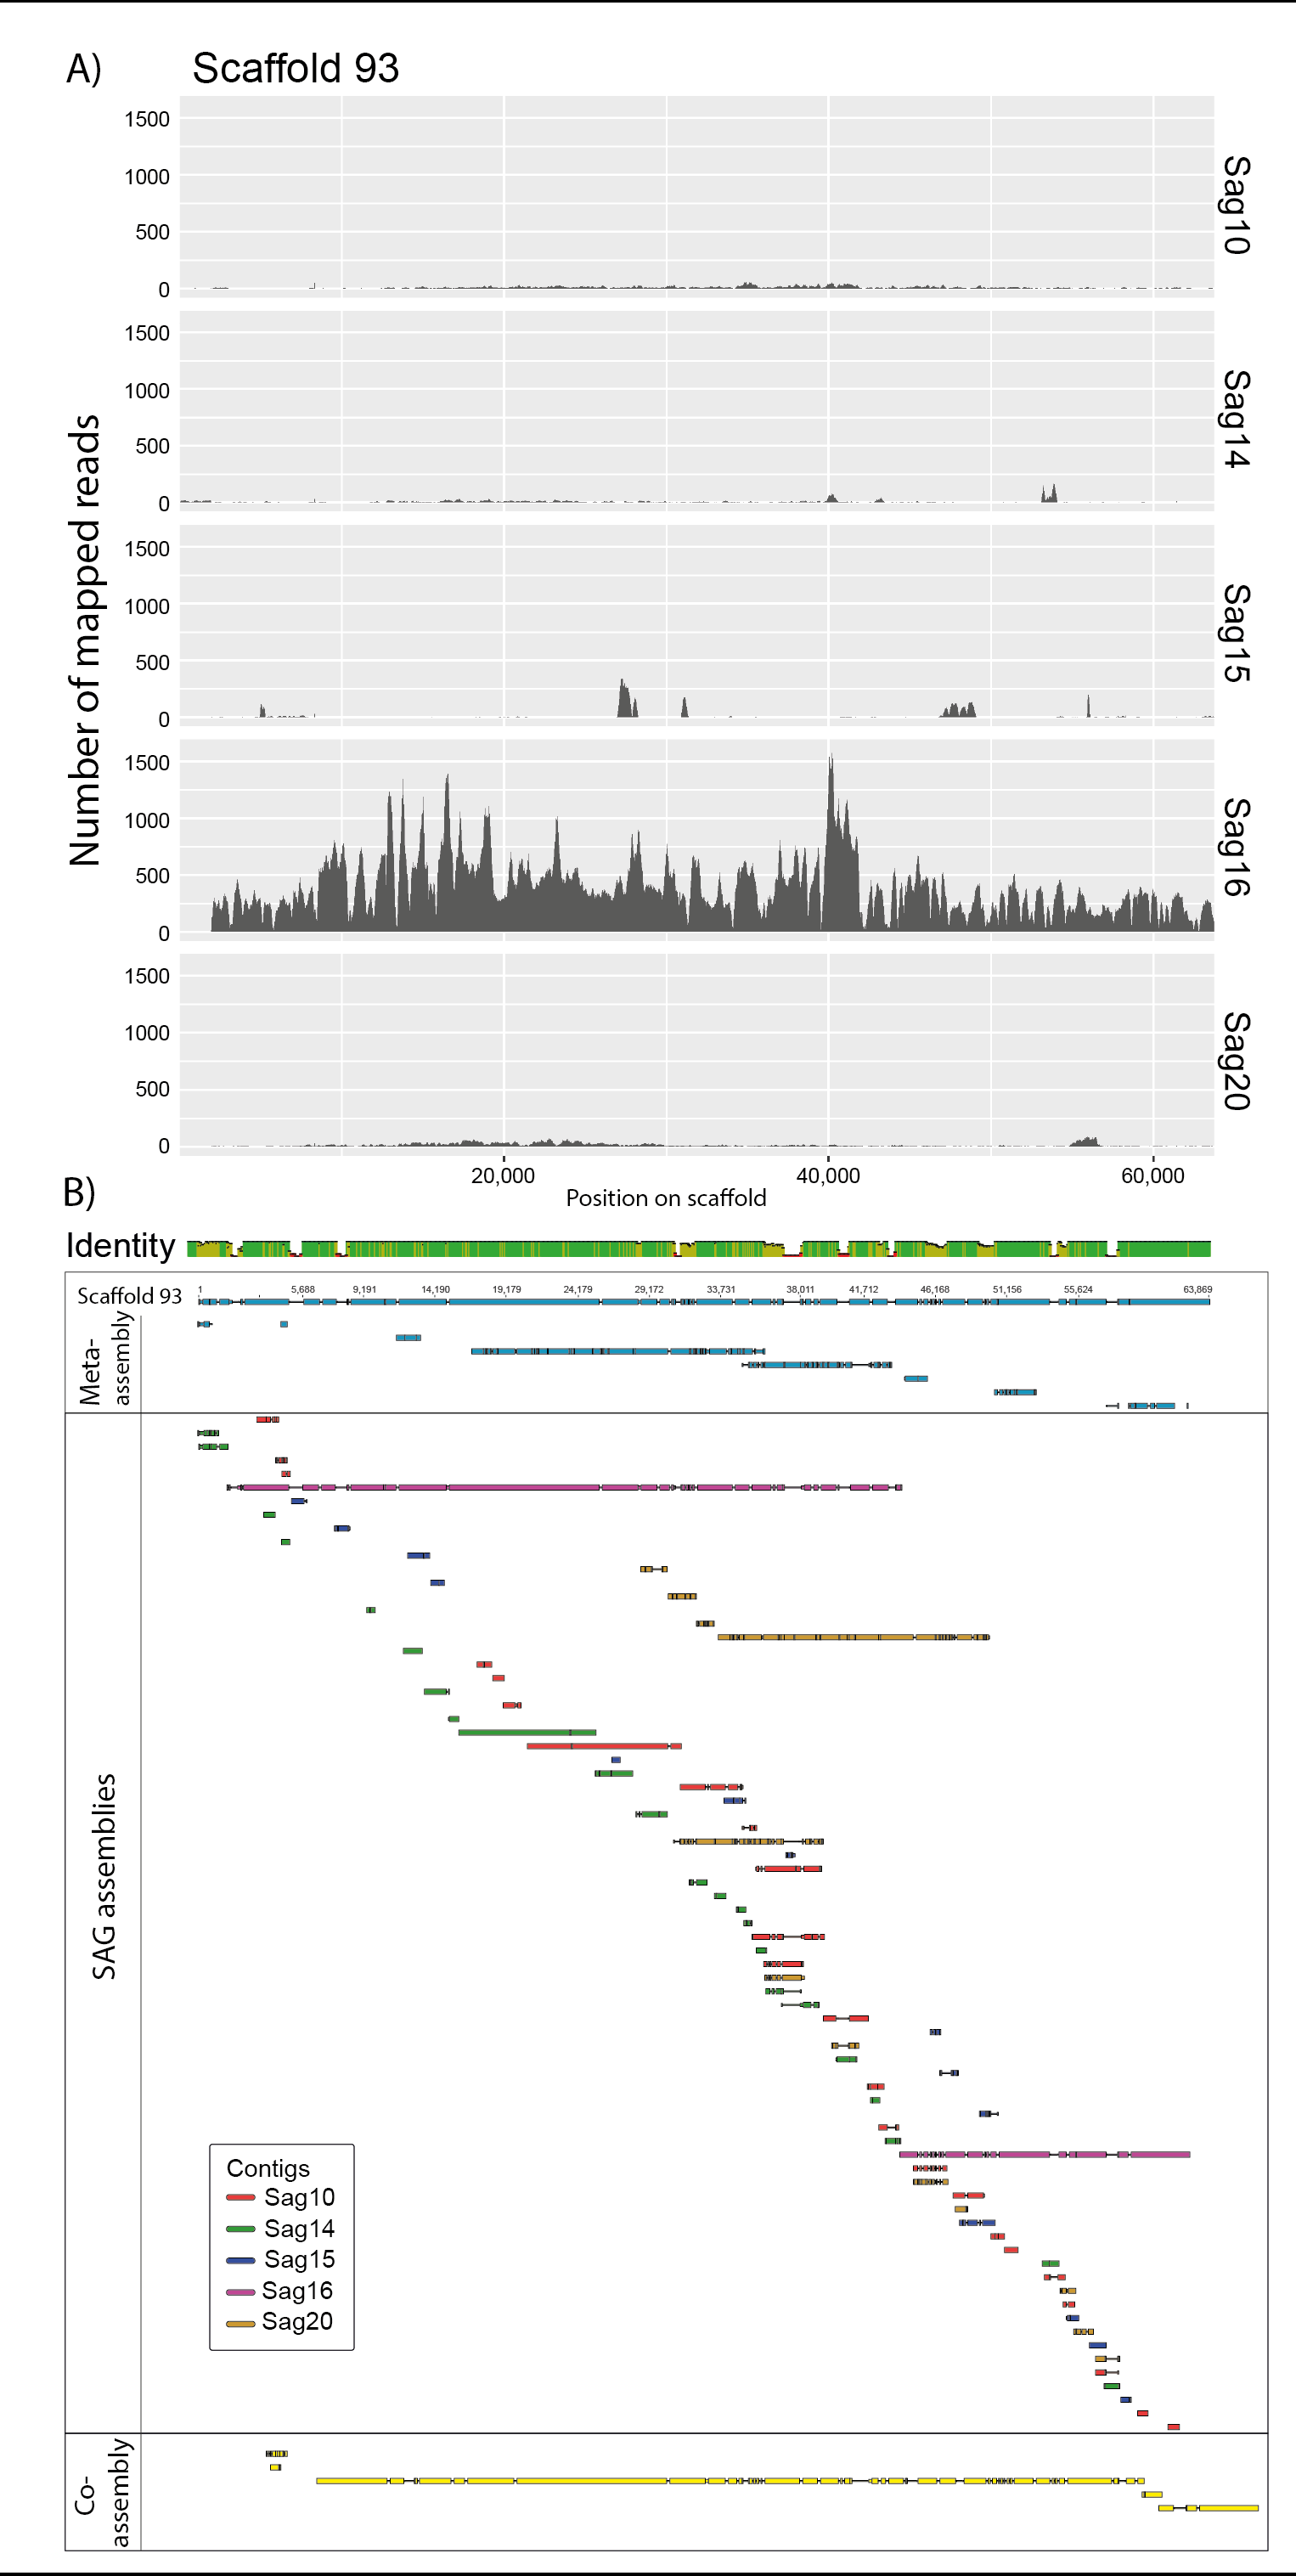 A)
Scaffold 93
1500
1000
500
0
Sag10
1500
1000
500
0
Sag14
Number of mapped reads
1500
1000
500
0
Sag15
1500
1000
500
0
Sag16
1500
1000
500
0
Sag20
20,000
40,000
60,000
Position on scaffold
B)
Identity
Scaffold 93
1 5,688 9,191 14,190 19,179 24,179 29,172 33,731 38,011 41,712 46,168 51,156 55,624 63,869
Meta-
assembly
SAG assemblies
Contigs
Sag10
Sag14
Sag15
Sag16
Sag20
Co-
assembly